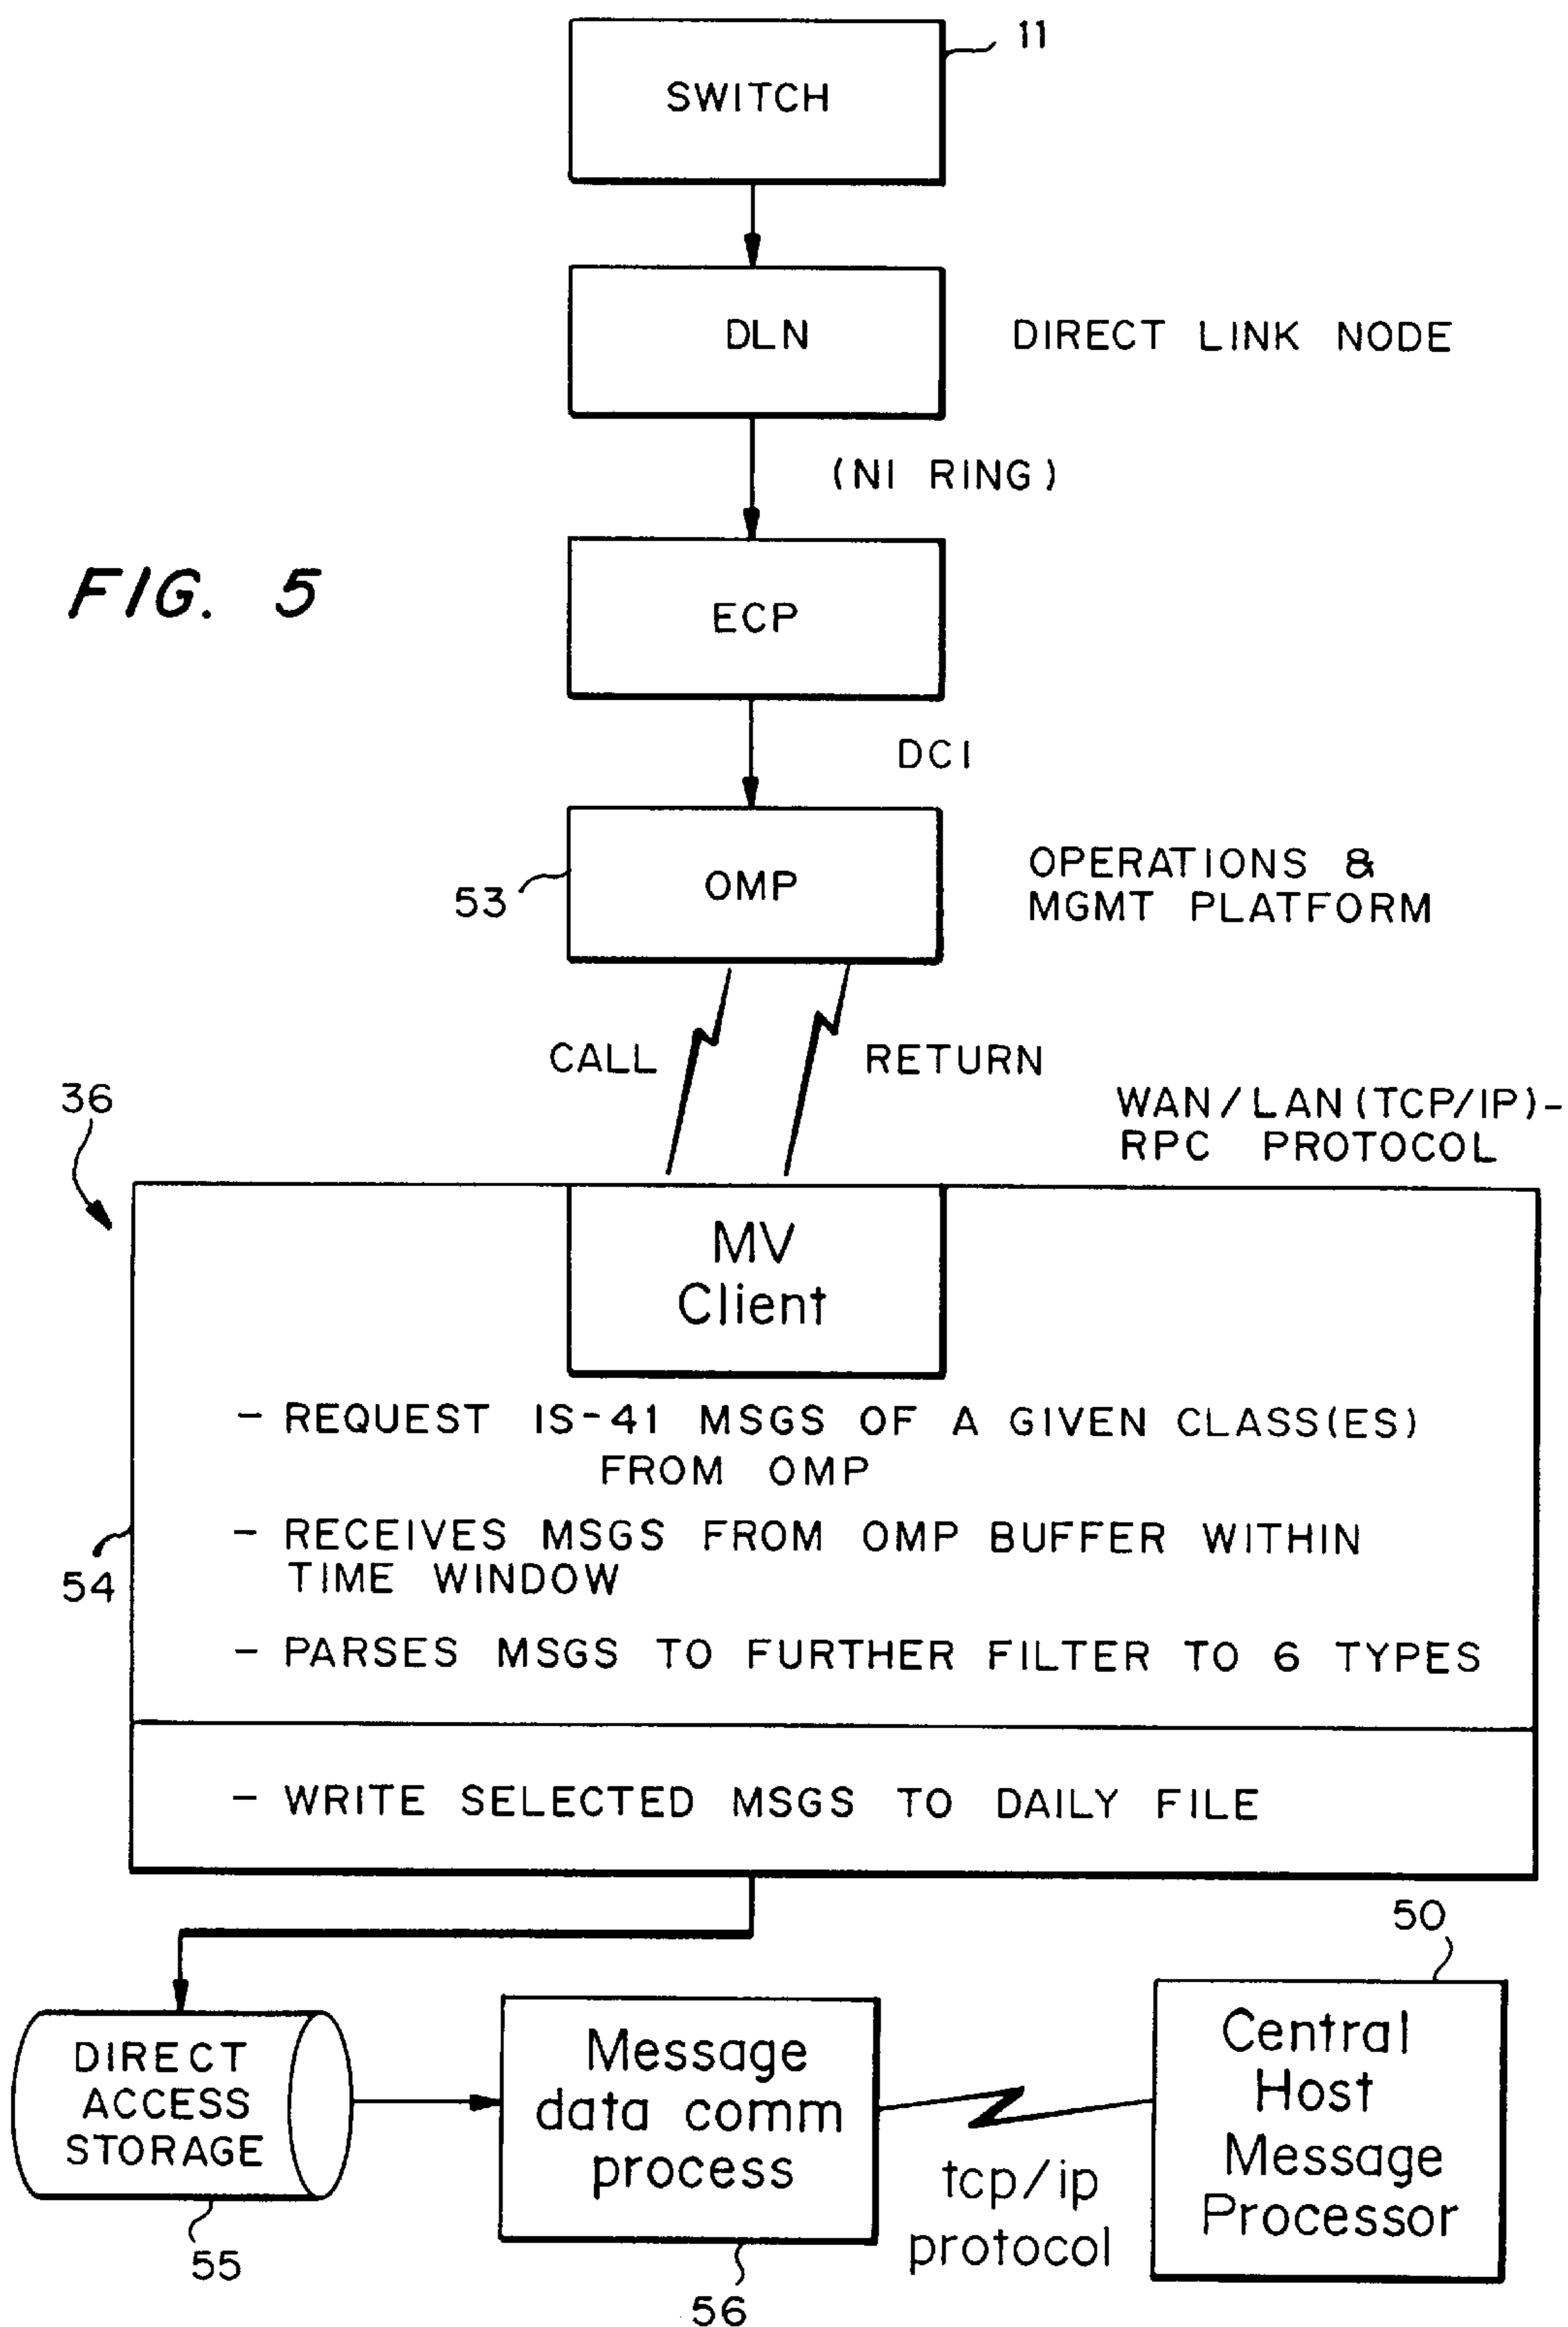 11
SWITCH
DLN
DIRECT LINK NODE
(NI RING)
FIG. 5
ECP
DCI
OMP
53
OPERATIONS &
MGMT PLATFORM
CALL
RETURN
36
WAN/LAN(TCP/IP)-
RPC PROTOCOL
MV
Client
- REQUEST IS-41 MSGS OF A GIVEN CLASS(ES)
FROM OMP
- RECEIVES MSGS FROM OMP BUFFER WITHIN
TIME WINDOW
54
- PARSES MSGS TO FURTHER FILTER TO 6 TYPES
- WRITE SELECTED MSGS TO DAILY FILE
50
DIRECT
ACCESS
STORAGE
55
Message
data comm
process
56
tcp/ip
protocol
Central
Host
Message
Processor